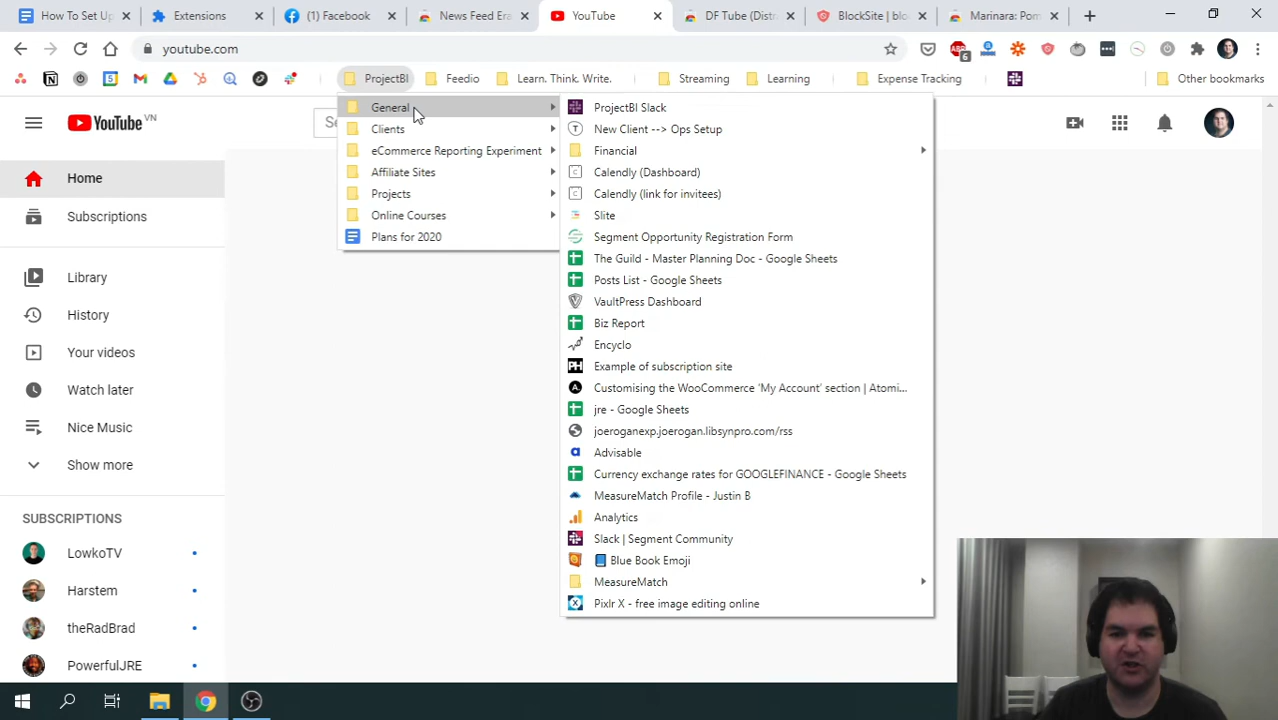 How To Set Up
Extensions
(1) Facebook
News Feed Era
YouTube
DF Tube (Distr
BlockSite | bloc
Marinara: Pom
youtube.com
6
ProjectBI
Feedio
Learn. Think. Write.
Streaming
Learning
Expense Tracking
Other bookmarks
YouTube VN
Se
Home
Subscriptions
Library
History
Your videos
Watch later
Nice Music
Show more
SUBSCRIPTIONS
LowkoTV
Harstem
theRadBrad
PowerfulJRE
General
Clients
eCommerce Reporting Experiment
Affiliate Sites
Projects
Online Courses
Plans for 2020
ProjectBI Slack
New Client --> Ops Setup
Financial
Calendly (Dashboard)
Calendly (link for invitees)
Slite
Segment Opportunity Registration Form
The Guild - Master Planning Doc - Google Sheets
Posts List - Google Sheets
VaultPress Dashboard
Biz Report
Encyclo
Example of subscription site
Customising the WooCommerce 'My Account' section | Atomi...
jre - Google Sheets
joeroganexp.joerogan.libsynpro.com/rss
Advisable
Currency exchange rates for GOOGLEFINANCE - Google Sheets
MeasureMatch Profile - Justin B
Analytics
Slack | Segment Community
Blue Book Emoji
MeasureMatch
Pixlr X - free image editing online